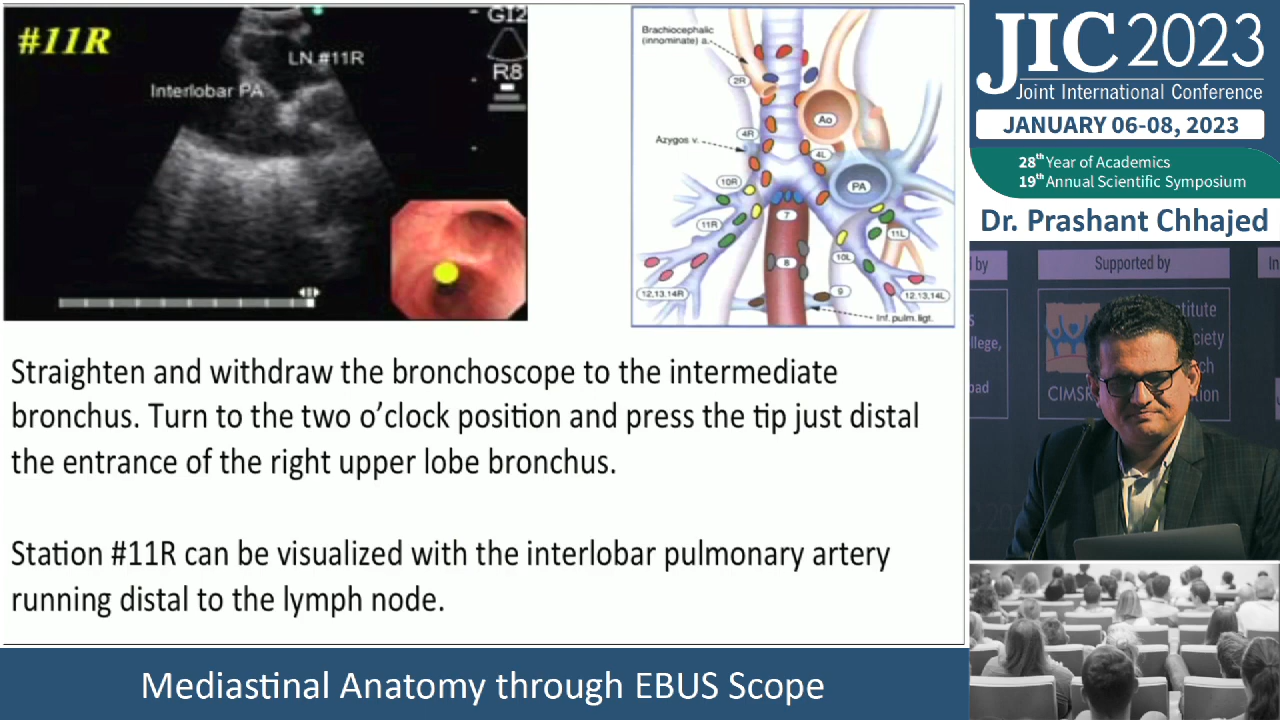 #11R
LN #11R
Interlobar PA
GI2
R8
Brachiocephalic
(innominate) a.
2R
Ao
Azygos v.
4R
4L
PA
10R
7
11R
11L
10L
8
12,13,14R
9
12,13,14L
Inf. pulm. ligt.
Straighten and withdraw the bronchoscope to the intermediate
bronchus. Turn to the two o’clock position and press the tip just distal
the entrance of the right upper lobe bronchus.
Station #11R can be visualized with the interlobar pulmonary artery
running distal to the lymph node.
Mediastinal Anatomy through EBUS Scope
JIC 2023
Joint International Conference
JANUARY 06-08, 2023
28th Year of Academics
19th Annual Scientific Symposium
Dr. Prashant Chhajed
by
Supported by
In
CIMS